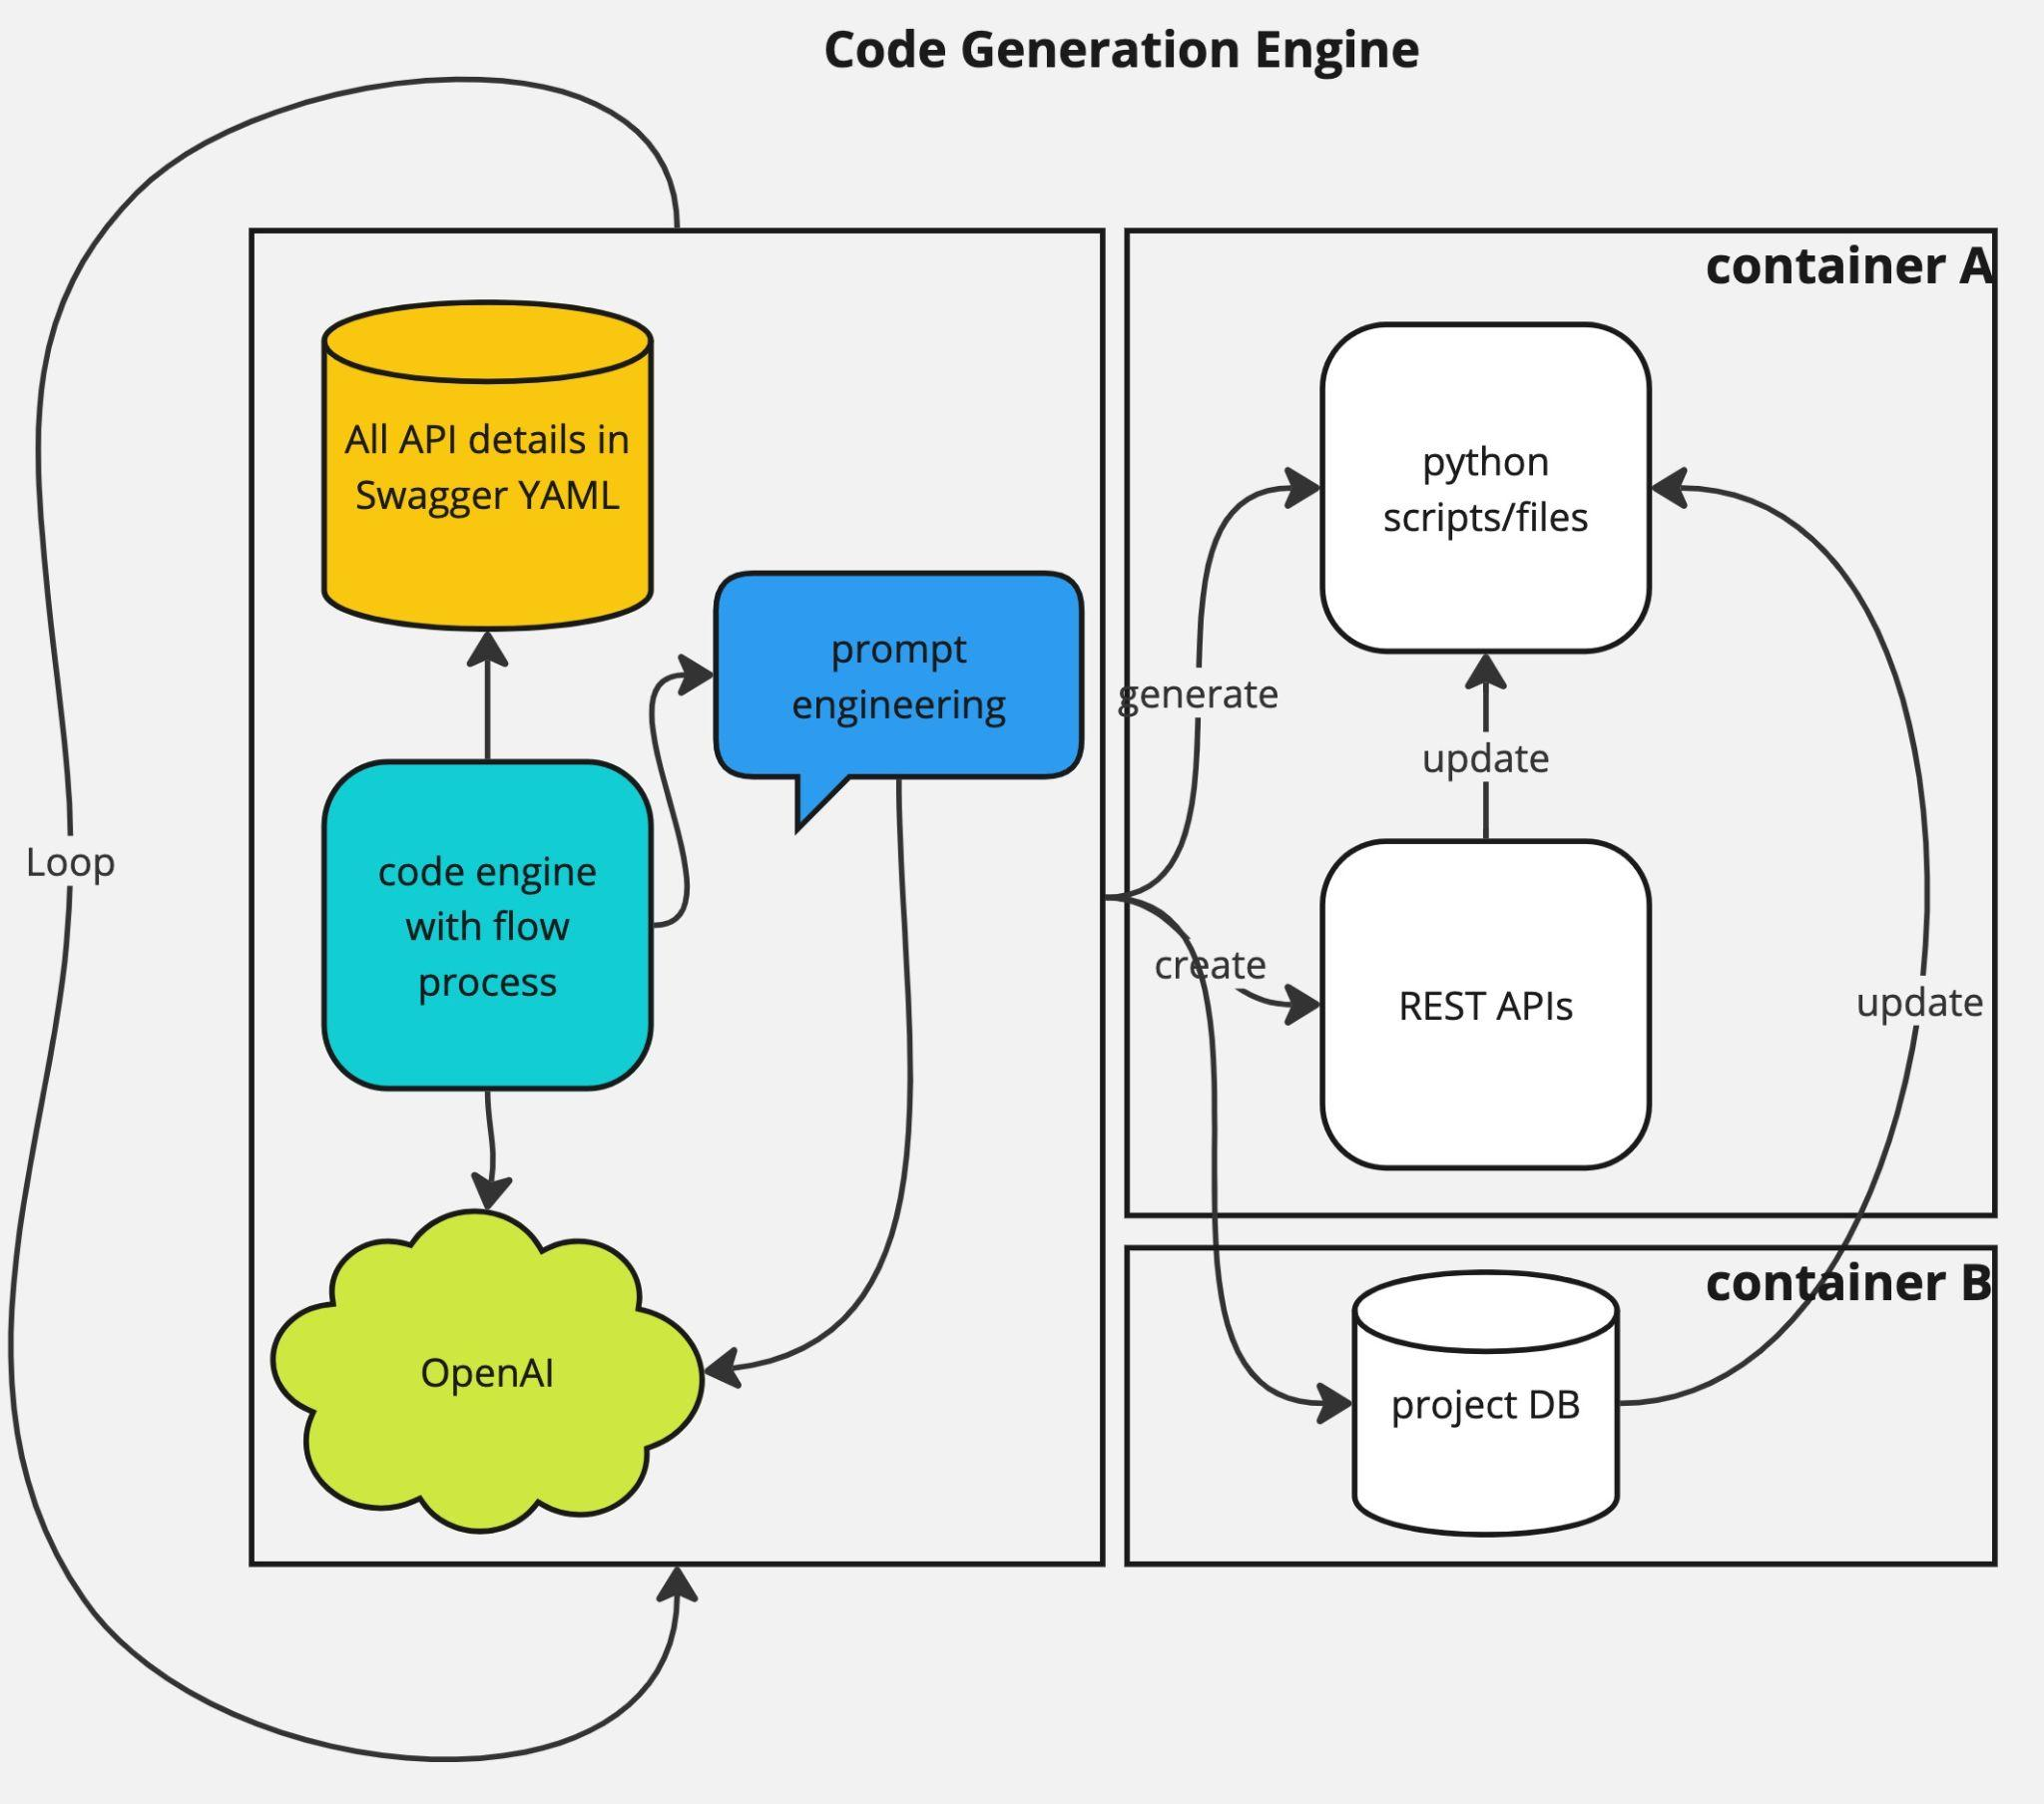 Code Generation Engine
container A
All API details in
Swagger YAML
python
scripts/files
prompt
engineering
generate
update
Loop
code engine
with flow
process
create
REST APIs
update
container B
OpenAI
project DB